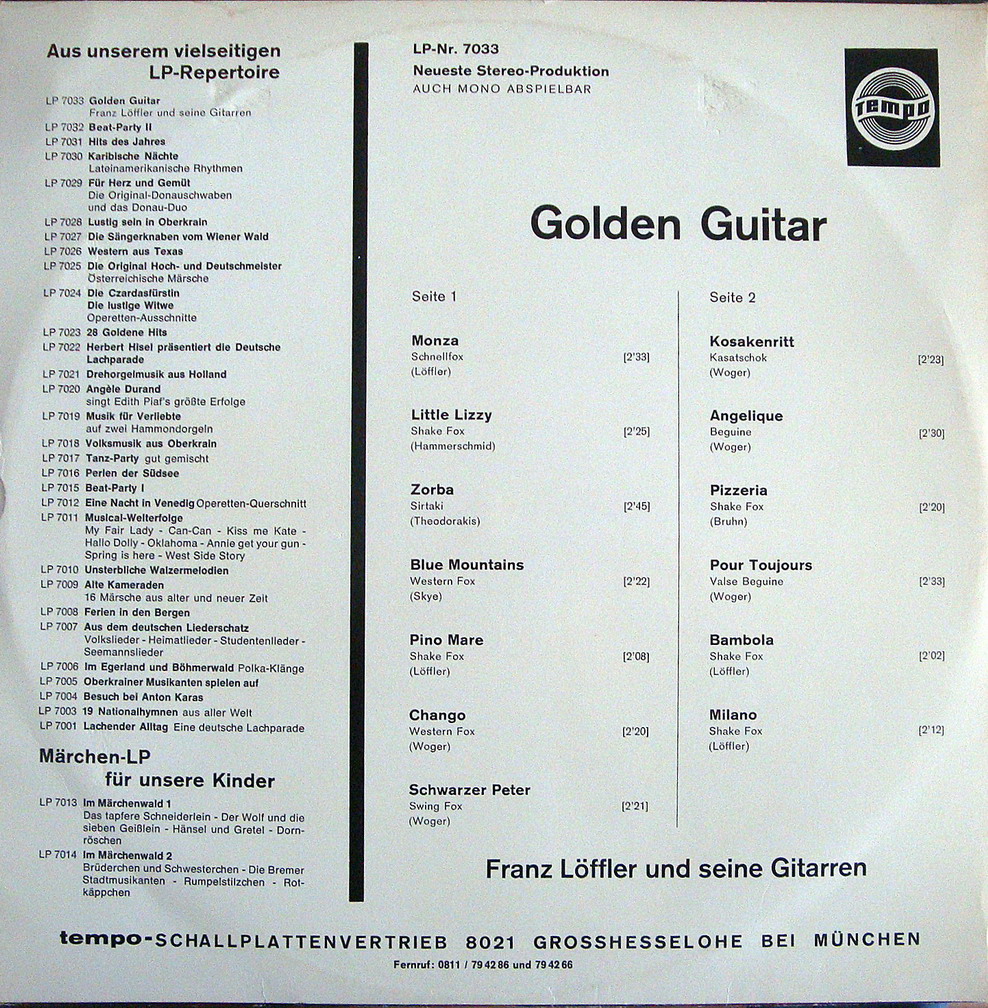 Aus unserem vielseitigen
LP-Repertoire
LP 7033 Golden Guitar
Franz Löffler und seine Gitarren
LP 7032 Beat-Party II
LP 7031 Hits des Jahres
LP 7030 Karibische Nächte
Lateinamerikanische Rhythmen
LP 7029 Für Herz und Gemüt
Die Original-Donauschwaben
und das Donau-Duo
LP 7028 Lustig sein in Oberkrain
LP 7027 Die Sängerknaben vom Wiener Wald
LP 7026 Western aus Texas
LP 7025 Die Original Hoch- und Deutschmeister
Österreichische Märsche
LP 7024 Die Czardasfürstin
Die lustige Witwe
Operetten-Ausschnitte
LP 7023 28 Goldene Hits
LP 7022 Herbert Hisel präsentiert die Deutsche
Lachparade
LP 7021 Drehorgelmusik aus Holland
LP 7020 Angèle Durand
singt Edith Piaf's größte Erfolge
LP 7019 Musik für Verliebte
auf zwei Hammondorgeln
LP 7018 Volksmusik aus Oberkrain
LP 7017 Tanz-Party gut gemischt
LP 7016 Perlen der Südsee
LP 7015 Beat-Party I
LP 7012 Eine Nacht in Venedig Operetten-Querschnitt
LP 7011 Musical-Welterfolge
My Fair Lady - Can-Can - Kiss me Kate -
Hallo Dolly - Oklahoma - Annie get your gun -
Spring is here - West Side Story
LP 7010 Unsterbliche Walzermelodien
LP 7009 Alte Kameraden
16 Märsche aus alter und neuer Zeit
LP 7008 Ferien in den Bergen
LP 7007 Aus dem deutschen Liederschatz
Volkslieder - Heimatlieder - Studentenlieder -
Seemannslieder
LP 7006 Im Egerland und Böhmerwald Polka-Klänge
LP 7005 Oberkrainer Musikanten spielen auf
LP 7004 Besuch bei Anton Karas
LP 7003 19 Nationalhymnen aus aller Welt
LP 7001 Lachender Alltag Eine deutsche Lachparade
Märchen-LP
für unsere Kinder
LP 7013 Im Märchenwald 1
Das tapfere Schneiderlein - Der Wolf und die
sieben Geißlein - Hänsel und Gretel - Dorn-
röschen
LP 7014 Im Märchenwald 2
Brüderchen und Schwesterchen - Die Bremer
Stadtmusikanten - Rumpelstilzchen - Rot-
käppchen
LP-Nr. 7033
Neueste Stereo-Produktion
AUCH MONO ABSPIELBAR
TEMPO
Golden Guitar
Seite 1
Monza
Schnellfox [2'33]
(Löffler)
Little Lizzy
Shake Fox [2'25]
(Hammerschmid)
Zorba
Sirtaki [2'45]
(Theodorakis)
Blue Mountains
Western Fox [2'22]
(Skye)
Pino Mare
Shake Fox [2'08]
(Löffler)
Chango
Western Fox [2'20]
(Woger)
Schwarzer Peter
Swing Fox [2'21]
(Woger)
Seite 2
Kosakenritt
Kasatschok [2'23]
(Woger)
Angelique
Beguine [2'30]
(Woger)
Pizzeria
Shake Fox [2'20]
(Bruhn)
Pour Toujours
Valse Beguine [2'33]
(Woger)
Bambola
Shake Fox [2'02]
(Löffler)
Milano
Shake Fox [2'12]
(Löffler)
Franz Löffler und seine Gitarren
tempo-SCHALLPLATTENVERTRIEB 8021 GROSSHESSELOHE BEI MÜNCHEN
Fernruf: 0811 / 79 42 86 und 79 42 66